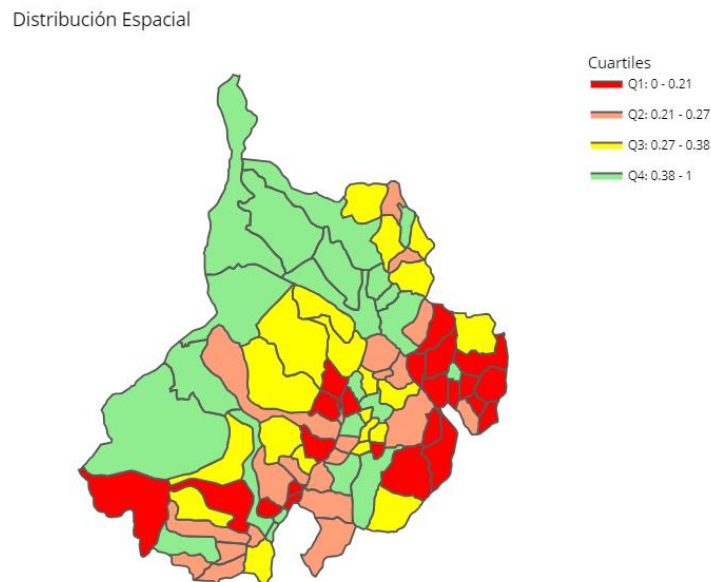 Distribución Espacial
Cuartiles
Q1: 0 - 0.21
Q2: 0.21 - 0.27
Q3: 0.27 - 0.38
Q4: 0.38 - 1